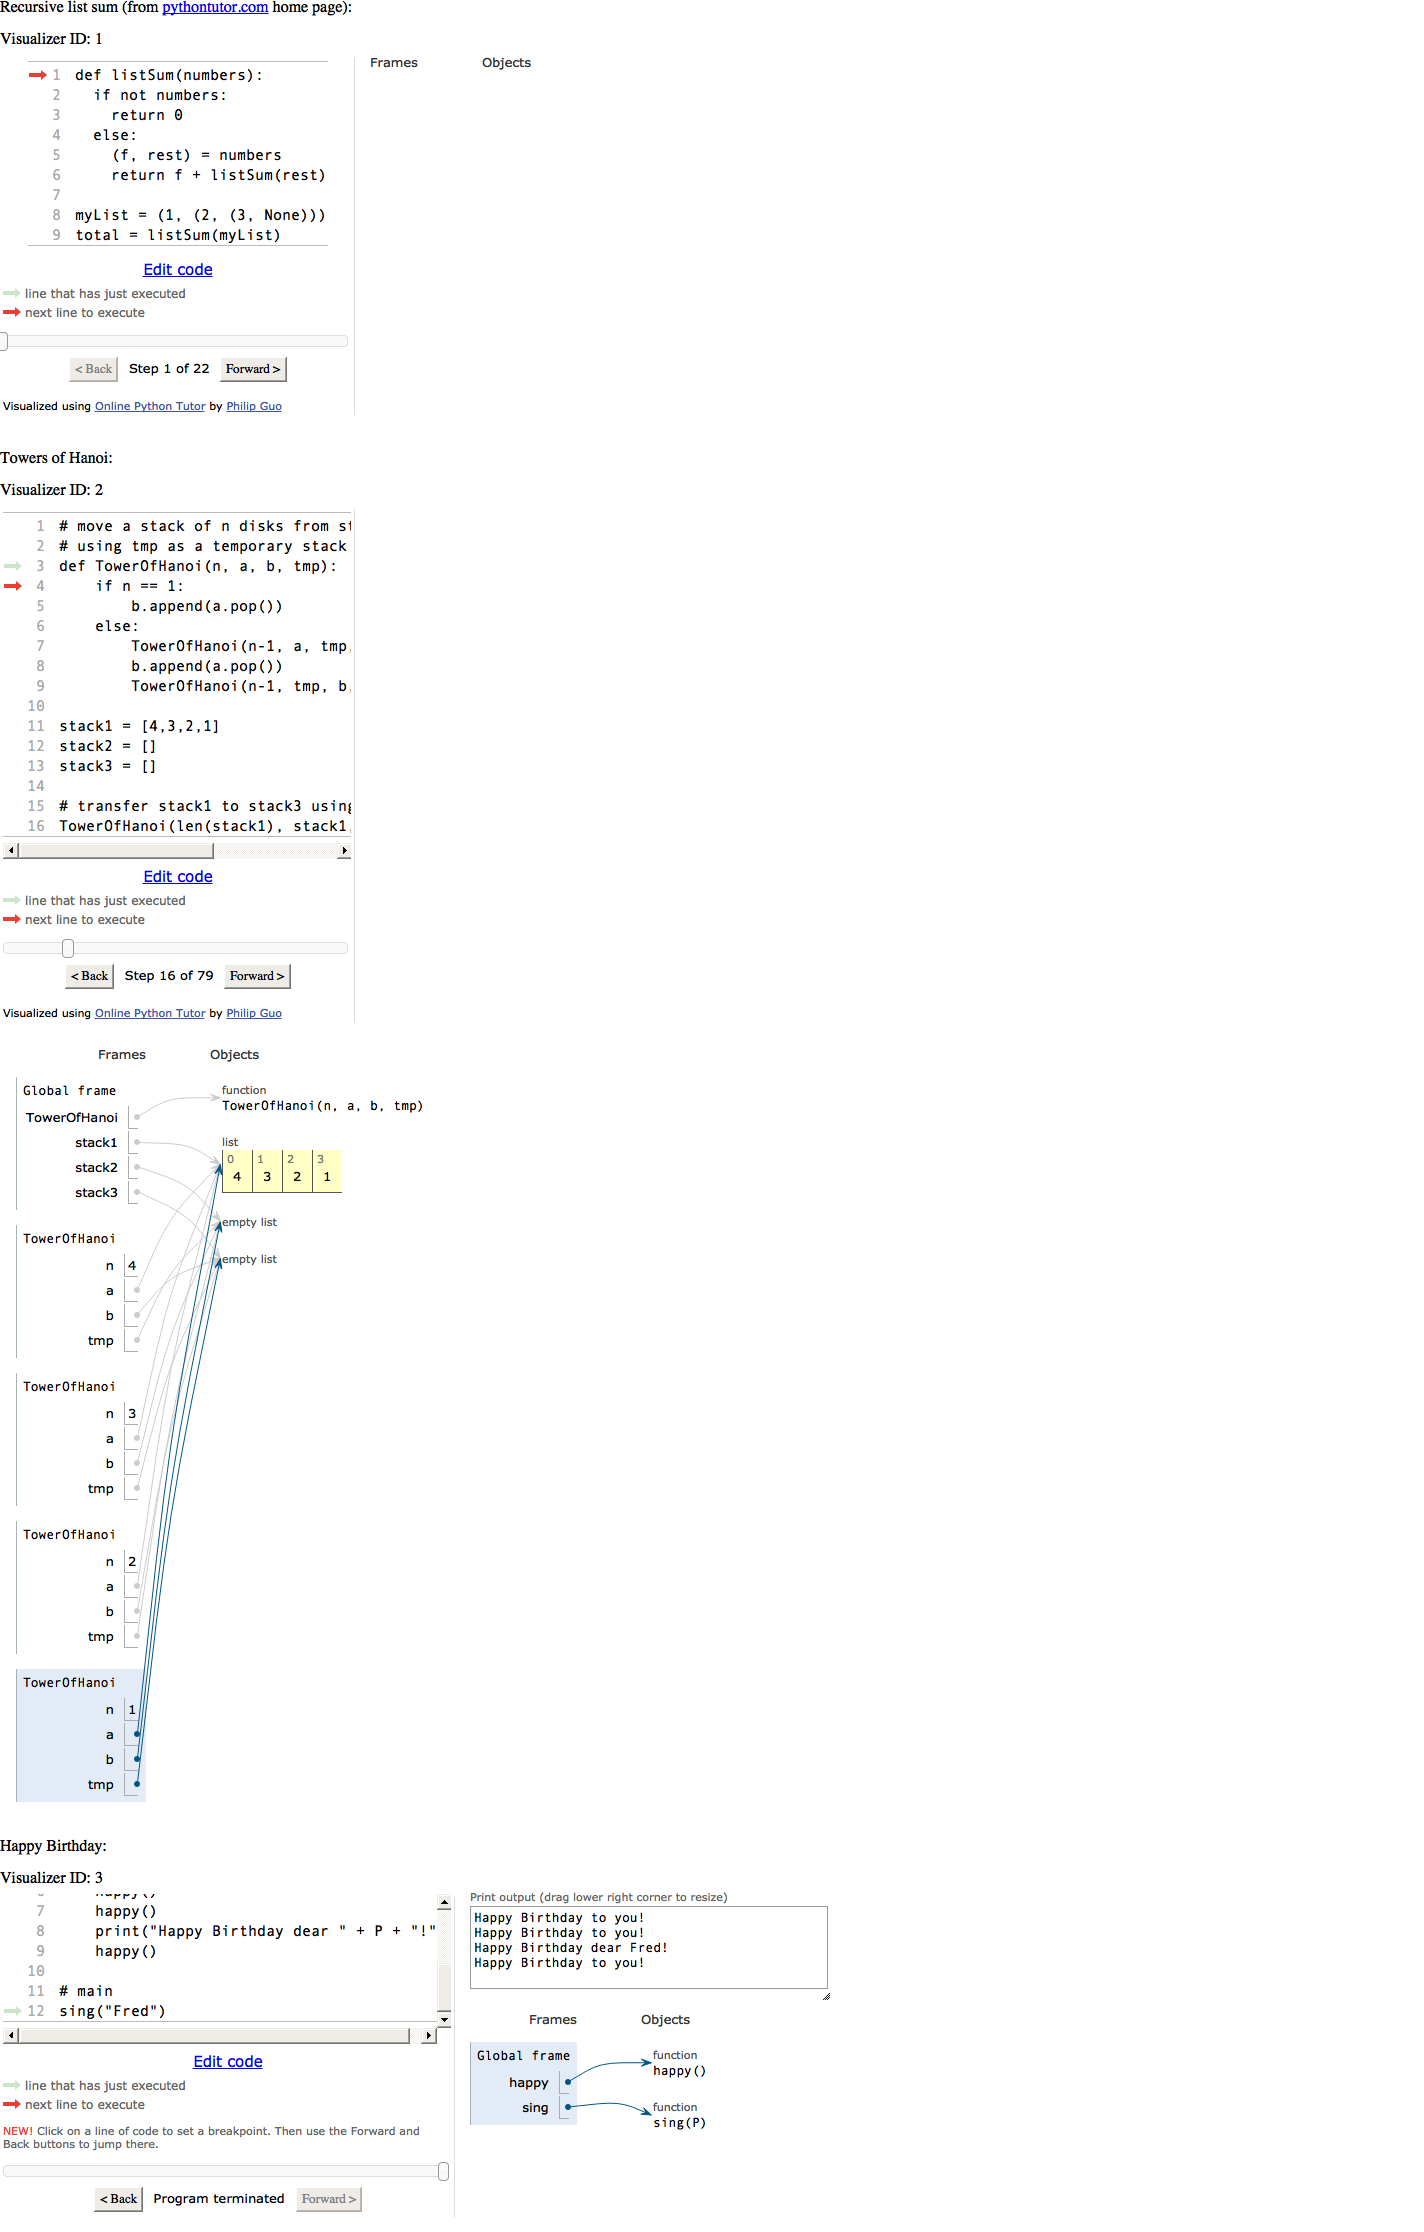 Recursive list sum (from pythontutor.com home page):
Visualizer ID: 1
Frames Objects
1 def listSum(numbers):
2 if not numbers:
3 return 0
4 else:
5 (f, rest) = numbers
6 return f + listSum(rest)
7
8 myList = (1, (2, (3, None)))
9 total = listSum(myList)
Edit code
line that has just executed
next line to execute
< Back Step 1 of 22 Forward >
Visualized using Online Python Tutor by Philip Guo
Towers of Hanoi:
Visualizer ID: 2
1 # move a stack of n disks from
2 # using tmp as a temporary stack
3 def TowerOfHanoi(n, a, b, tmp):
4 if n == 1:
5 b.append(a.pop())
6 else:
7 TowerOfHanoi(n-1, a, tmp,
8 b.append(a.pop())
9 TowerOfHanoi(n-1, tmp, b,
10
11 stack1 = [4,3,2,1]
12 stack2 = []
13 stack3 = []
14
15 # transfer stack1 to stack3 using
16 TowerOfHanoi(len(stack1), stack1,
Edit code
line that has just executed
next line to execute
< Back Step 16 of 79 Forward >
Visualized using Online Python Tutor by Philip Guo
Frames Objects
Global frame
TowerOfHanoi
stack1
stack2
stack3
function
TowerOfHanoi(n, a, b, tmp)
list
0 1 2 3
4 3 2 1
empty list
empty list
TowerOfHanoi
n 4
a
b
tmp
TowerOfHanoi
n 3
a
b
tmp
TowerOfHanoi
n 2
a
b
tmp
TowerOfHanoi
n 1
a
b
tmp
Happy Birthday:
Visualizer ID: 3
7 happy()
8 print("Happy Birthday dear " + P + "!"
9 happy()
10
11 # main
12 sing("Fred")
Edit code
line that has just executed
next line to execute
NEW! Click on a line of code to set a breakpoint. Then use the Forward and
Back buttons to jump there.
< Back Program terminated Forward >
Print output (drag lower right corner to resize)
Happy Birthday to you!
Happy Birthday to you!
Happy Birthday dear Fred!
Happy Birthday to you!
Frames Objects
Global frame
happy
sing
function
happy()
function
sing(P)